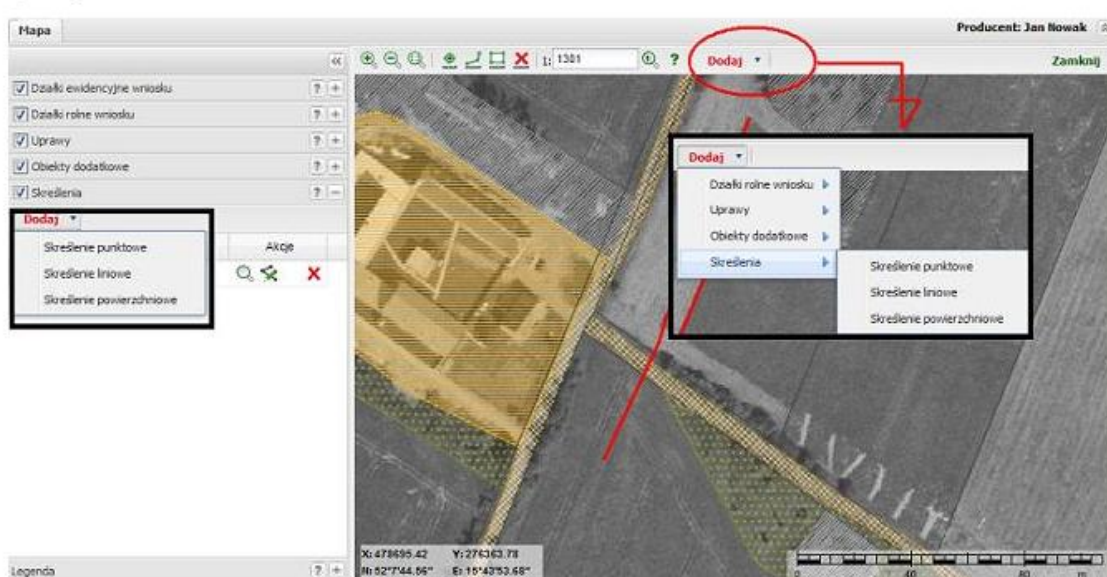 Mapa
Producent: Jan Nowak
1: 1301
?
Dodaj
Zamknij
Działki ewidencyjne wniosku ? +
Działki rolne wniosku ? +
Uprawy ? +
Obiekty dodatkowe ? +
Skreślenia ? −
Dodaj
Akcje
Skreślenie punktowe
Skreślenie liniowe
Skreślenie powierzchniowe
Dodaj
Działki rolne wniosku
Uprawy
Obiekty dodatkowe
Skreślenia
Skreślenie punktowe
Skreślenie liniowe
Skreślenie powierzchniowe
X: 478695.42 Y: 276363.78
N: 52°7'44.56" E: 15°43'53.68"
0 40 80 m
Legenda ? +